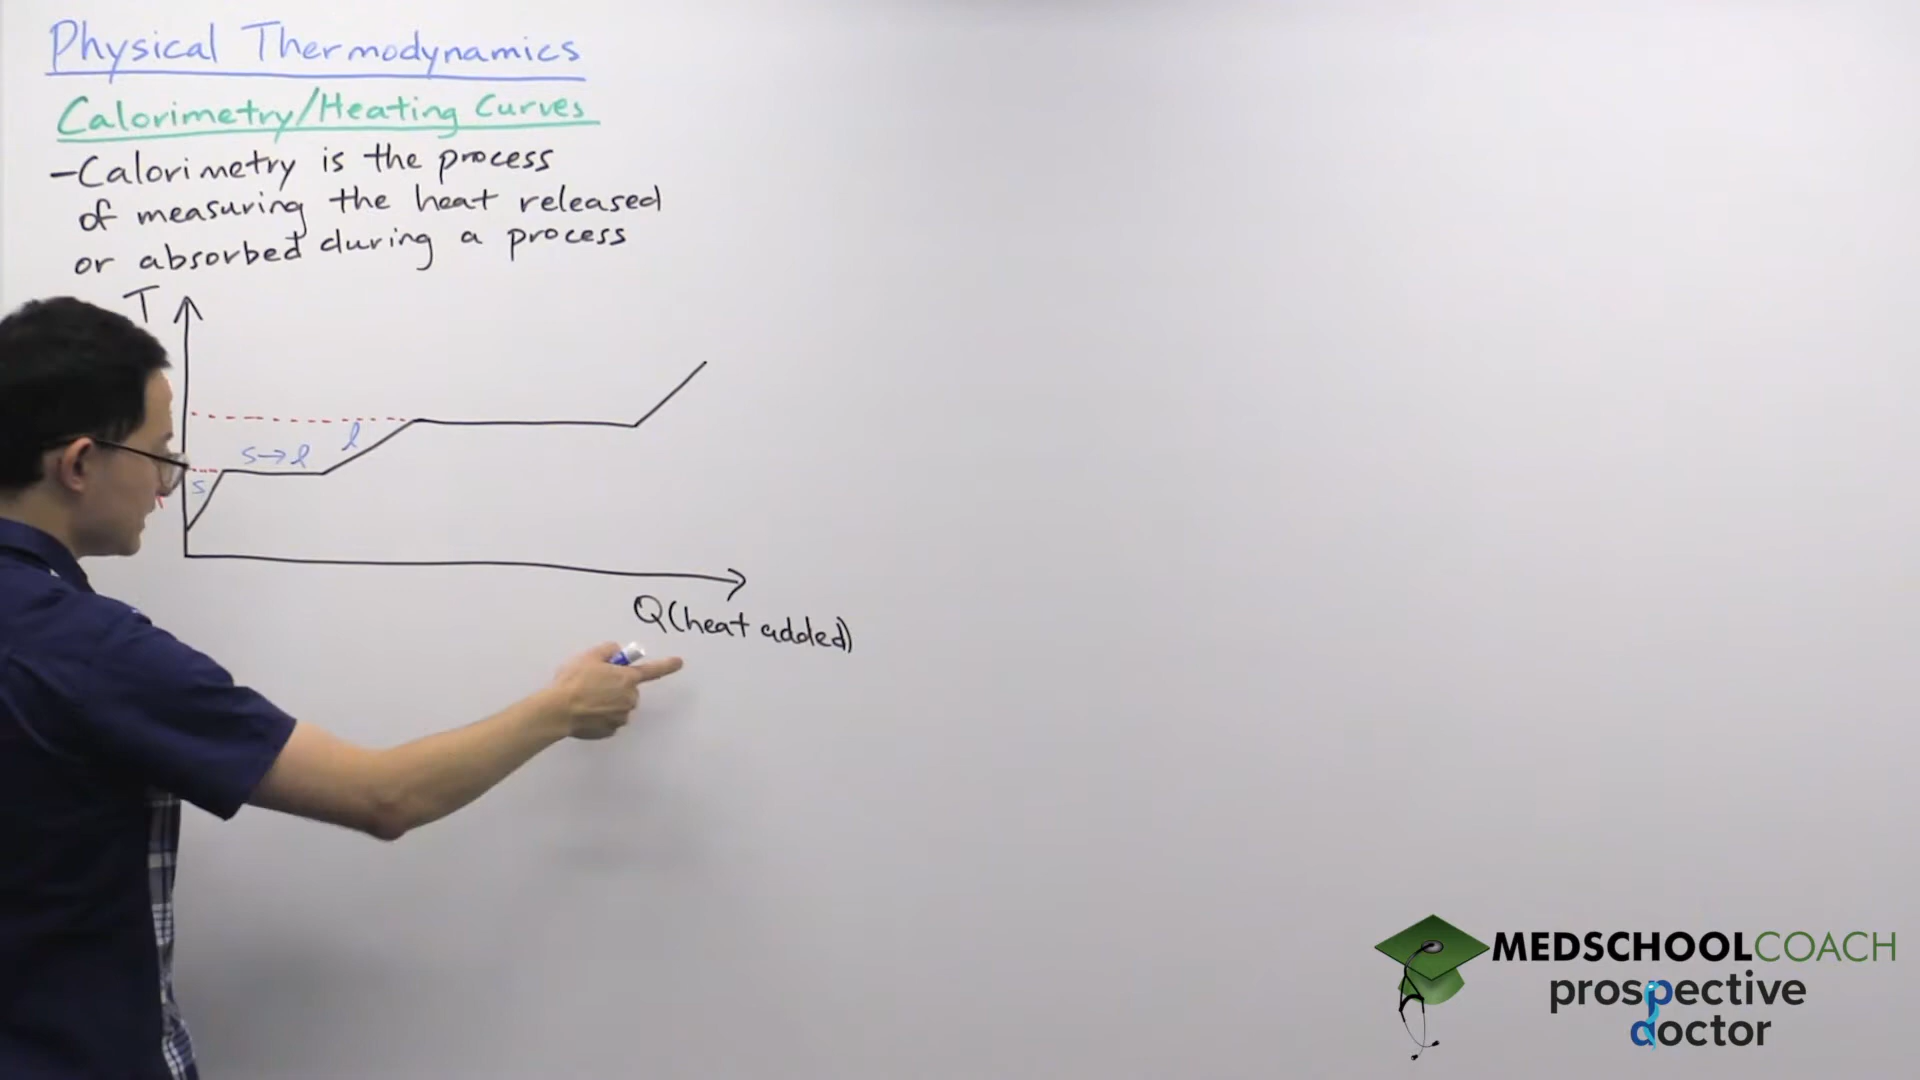 Physical Thermodynamics
Calorimetry/Heating Curves
-Calorimetry is the process
of measuring the heat released
or absorbed during a process
T
l
s→l
s
Q(heat added)
MEDSCHOOLCOACH
prospective
doctor